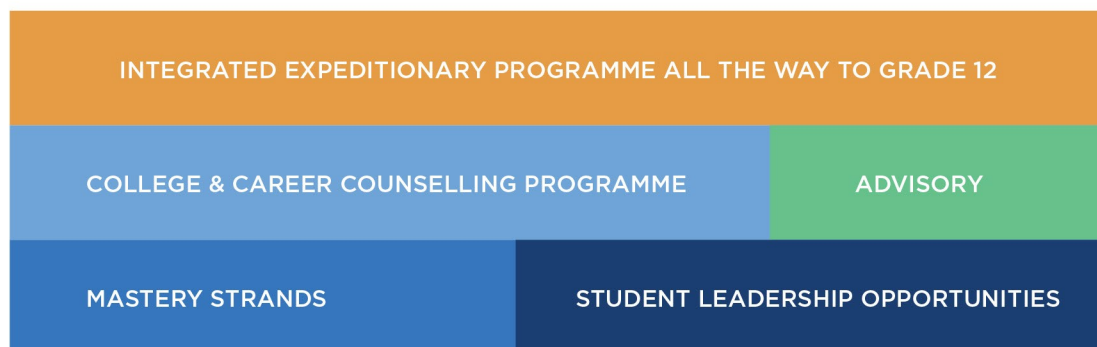 INTEGRATED EXPEDITIONARY PROGRAMME ALL THE WAY TO GRADE 12
COLLEGE & CAREER COUNSELLING PROGRAMME
ADVISORY
MASTERY STRANDS
STUDENT LEADERSHIP OPPORTUNITIES